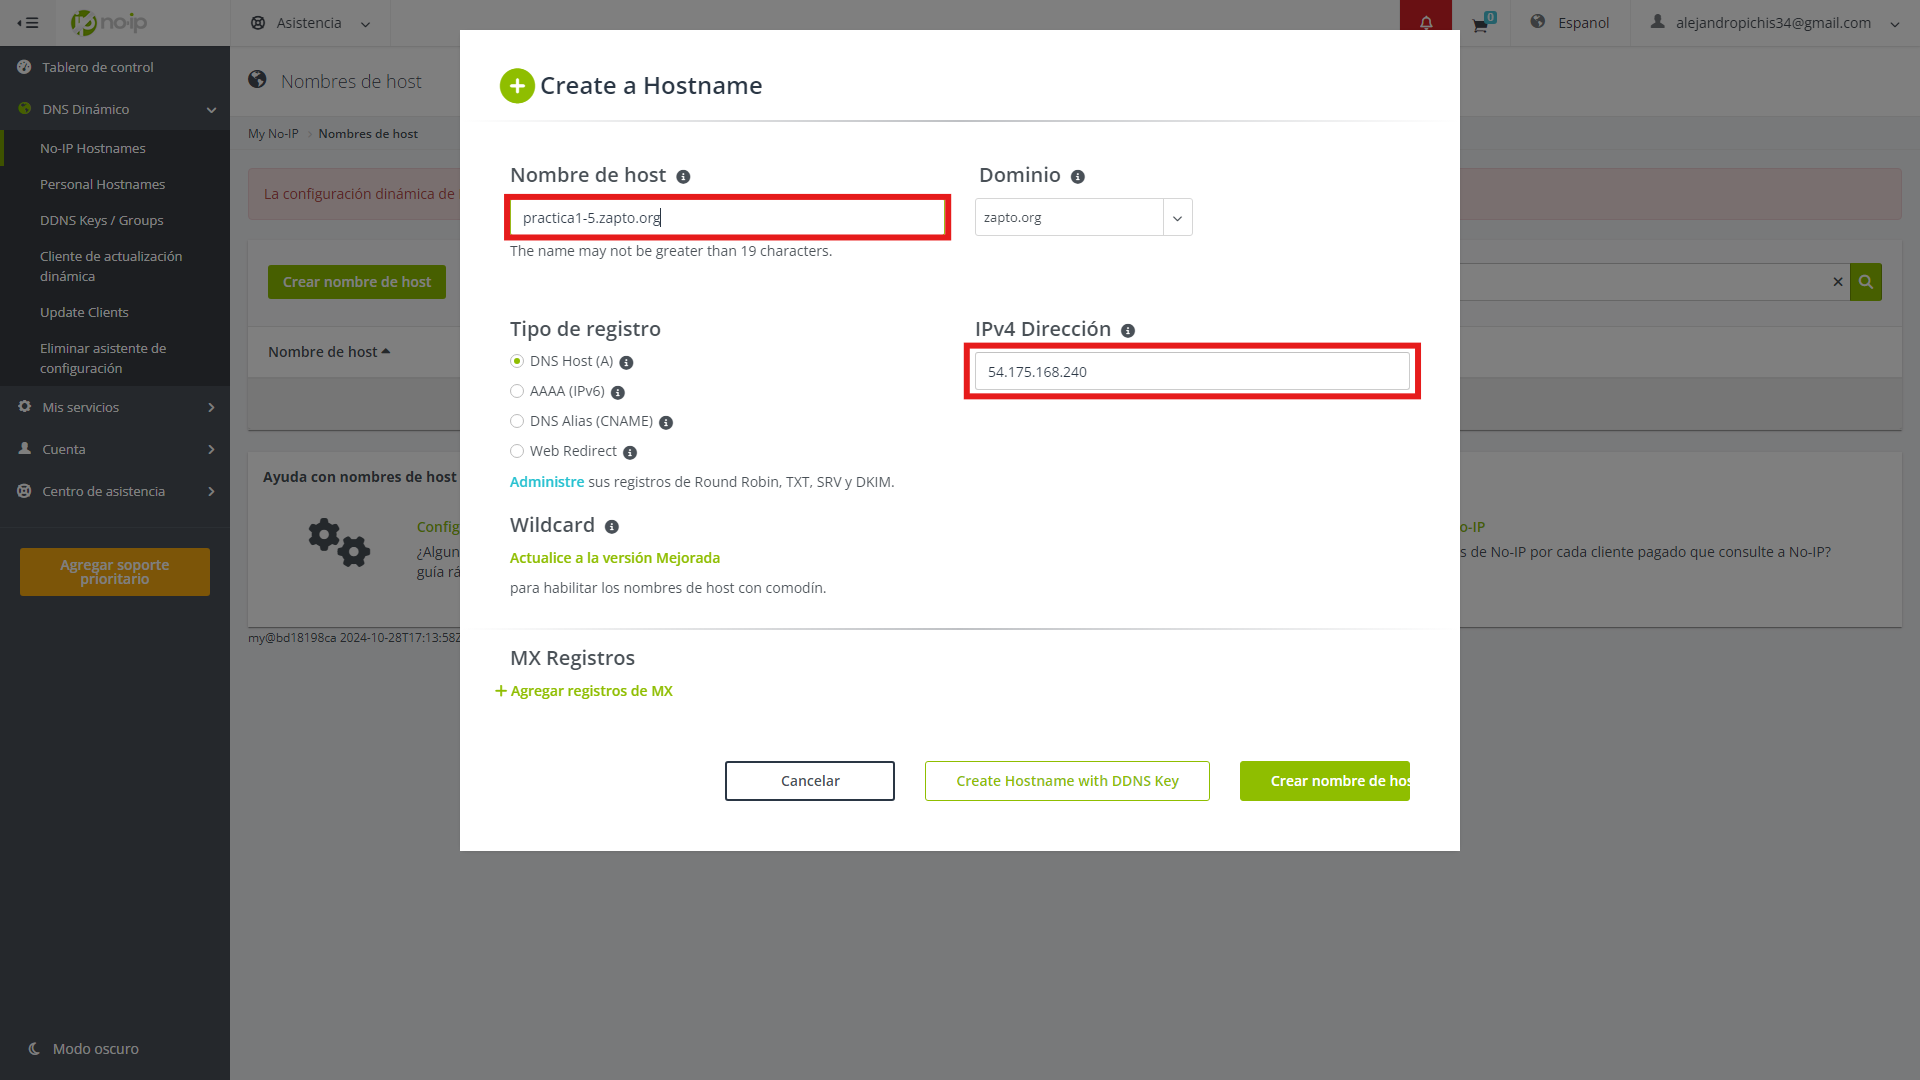 no-ip
Asistencia
0
Espanol
alejandropichis34@gmail.com
Tablero de control
DNS Dinámico
No-IP Hostnames
Personal Hostnames
DDNS Keys / Groups
Cliente de actualización
dinámica
Update Clients
Eliminar asistente de
configuración
Mis servicios
Cuenta
Centro de asistencia
Agregar soporte
prioritario
Modo oscuro
Nombres de host
My No-IP
Nombres de host
La configuración dinámica de
Crear nombre de host
Nombre de host
Ayuda con nombres de host
Config
¿Algun
guía rá
o-IP
s de No-IP por cada cliente pagado que consulte a No-IP?
my@bd18198ca 2024-10-28T17:13:58Z
Create a Hostname
Nombre de host
Dominio
practica1-5.zapto.org
zapto.org
The name may not be greater than 19 characters.
Tipo de registro
IPv4 Dirección
DNS Host (A)
54.175.168.240
AAAA (IPv6)
DNS Alias (CNAME)
Web Redirect
Administre sus registros de Round Robin, TXT, SRV y DKIM.
Wildcard
Actualice a la versión Mejorada
para habilitar los nombres de host con comodín.
MX Registros
+ Agregar registros de MX
Cancelar
Create Hostname with DDNS Key
Crear nombre de hos